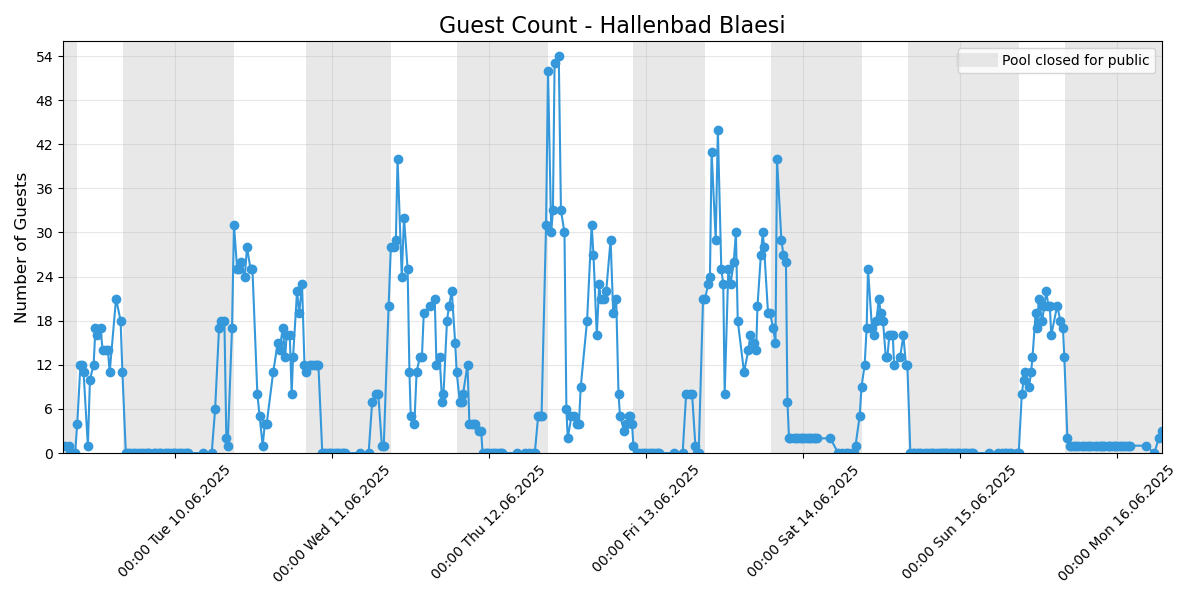 Guest Count - Hallenbad Blaesi
Pool closed for public
Number of Guests
54
48
42
36
30
24
18
12
6
0
00:00 Tue 10.06.2025
00:00 Wed 11.06.2025
00:00 Thu 12.06.2025
00:00 Fri 13.06.2025
00:00 Sat 14.06.2025
00:00 Sun 15.06.2025
00:00 Mon 16.06.2025